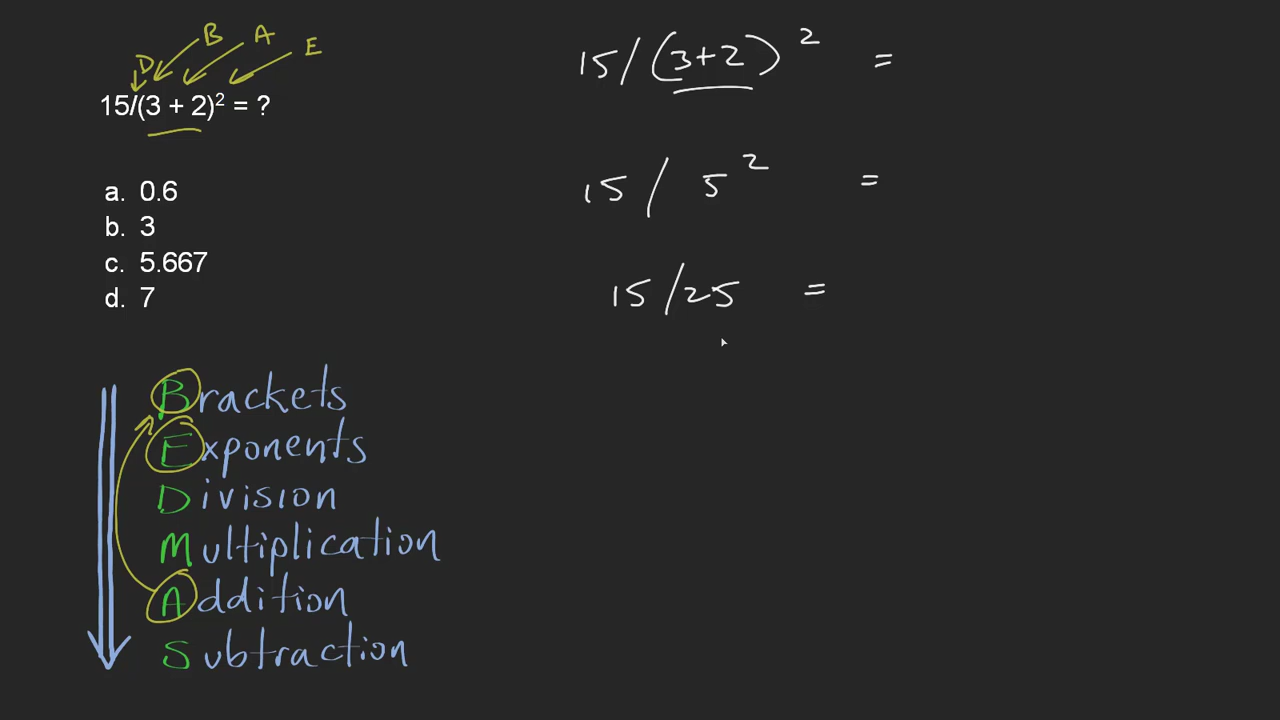 D B A E
15/(3 + 2)² = ?
a. 0.6
b. 3
c. 5.667
d. 7
Brackets
Exponents
Division
Multiplication
Addition
Subtraction
15/(3+2)² =
15/5² =
15/25 =